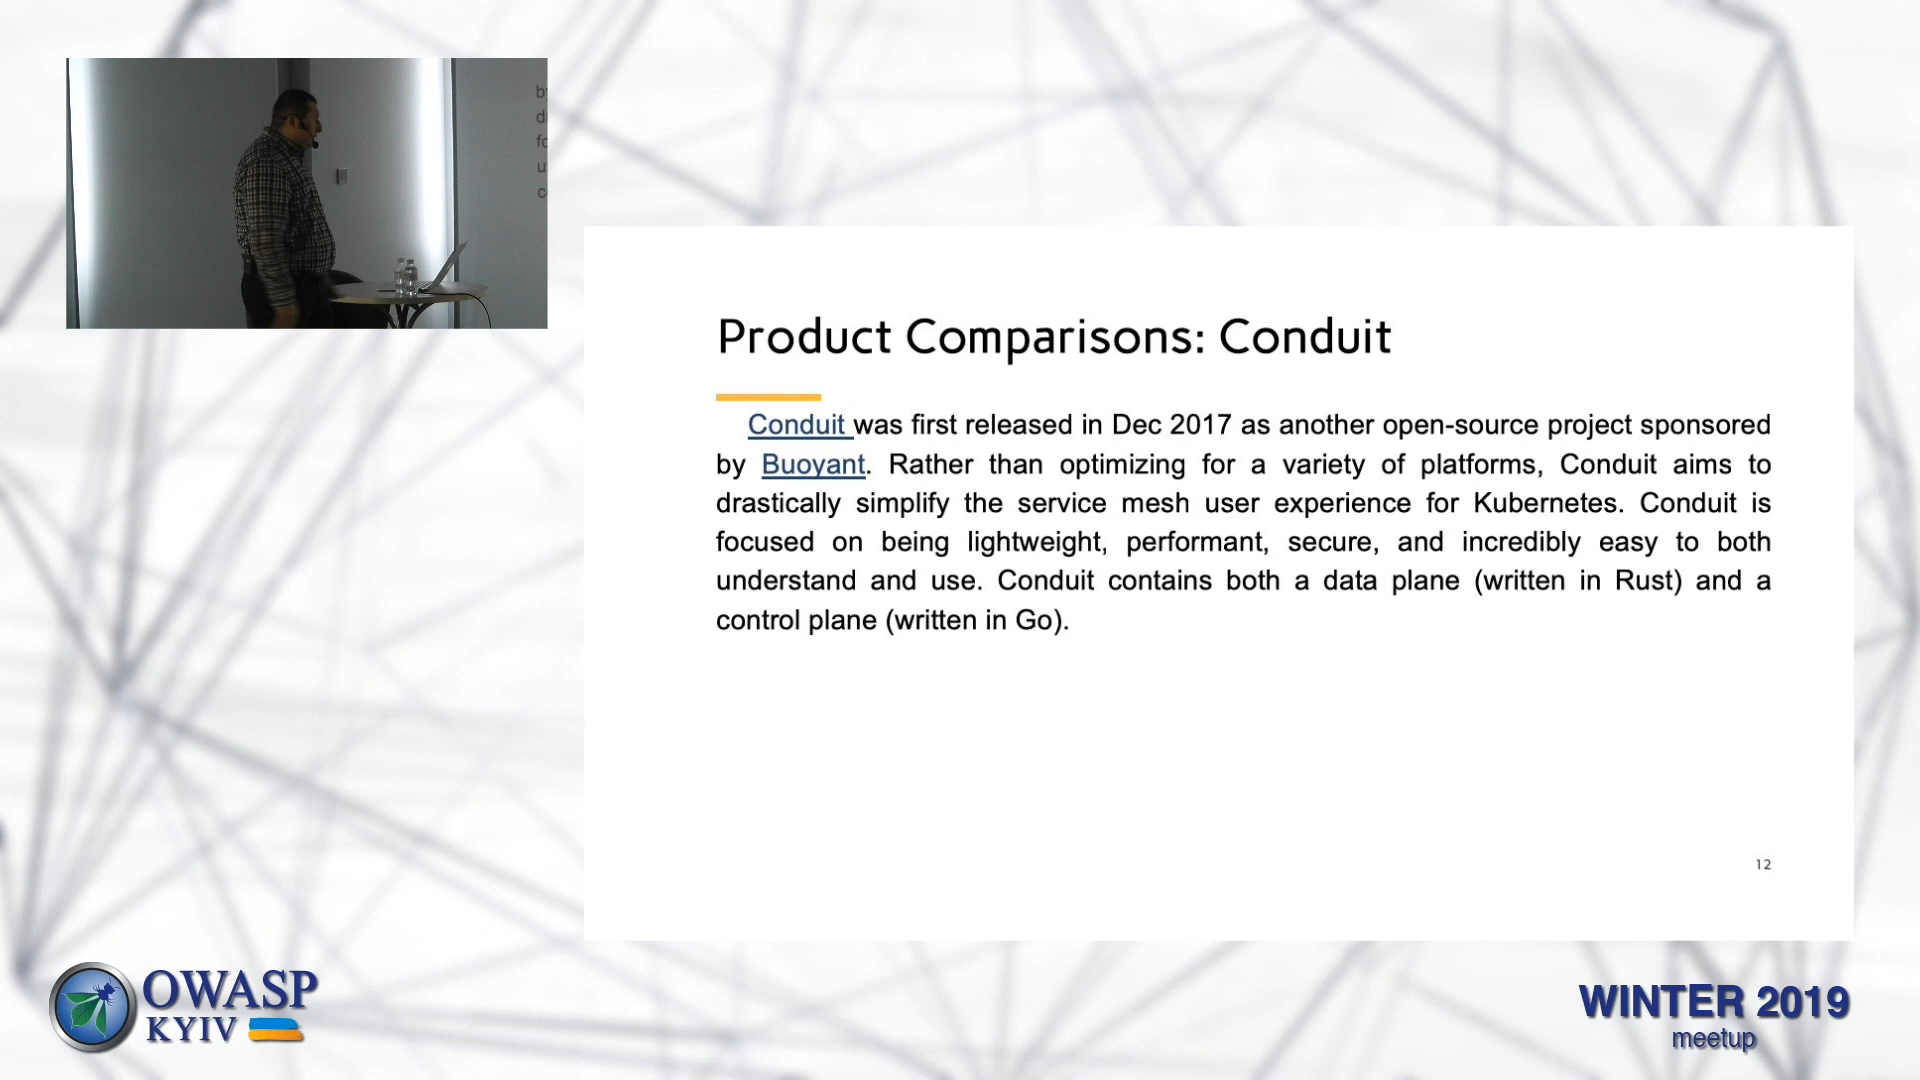 Product Comparisons: Conduit
Conduit was first released in Dec 2017 as another open-source project sponsored
by Buoyant. Rather than optimizing for a variety of platforms, Conduit aims to
drastically simplify the service mesh user experience for Kubernetes. Conduit is
focused on being lightweight, performant, secure, and incredibly easy to both
understand and use. Conduit contains both a data plane (written in Rust) and a
control plane (written in Go).
12
OWASP
KYIV
WINTER 2019
meetup